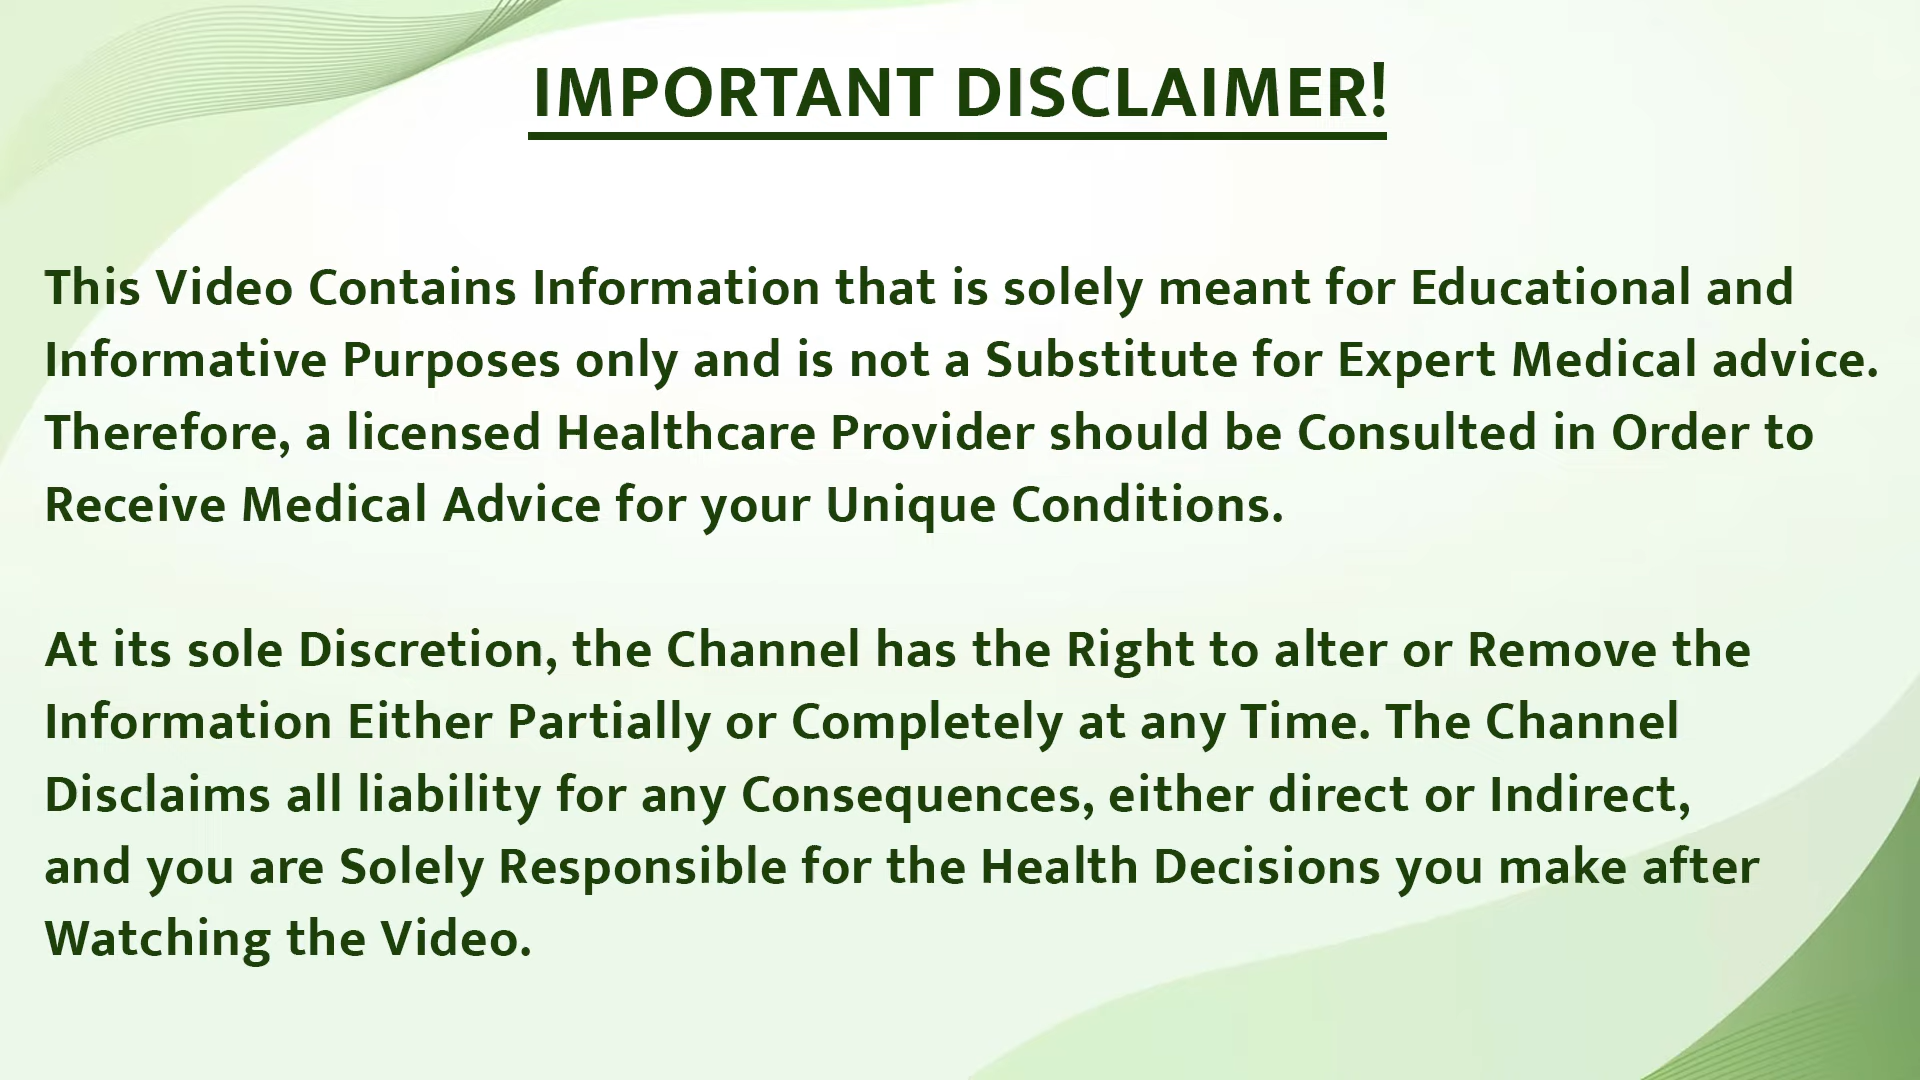 IMPORTANT DISCLAIMER!
This Video Contains Information that is solely meant for Educational and
Informative Purposes only and is not a Substitute for Expert Medical advice.
Therefore, a licensed Healthcare Provider should be Consulted in Order to
Receive Medical Advice for your Unique Conditions.
At its sole Discretion, the Channel has the Right to alter or Remove the
Information Either Partially or Completely at any Time. The Channel
Disclaims all liability for any Consequences, either direct or Indirect,
and you are Solely Responsible for the Health Decisions you make after
Watching the Video.